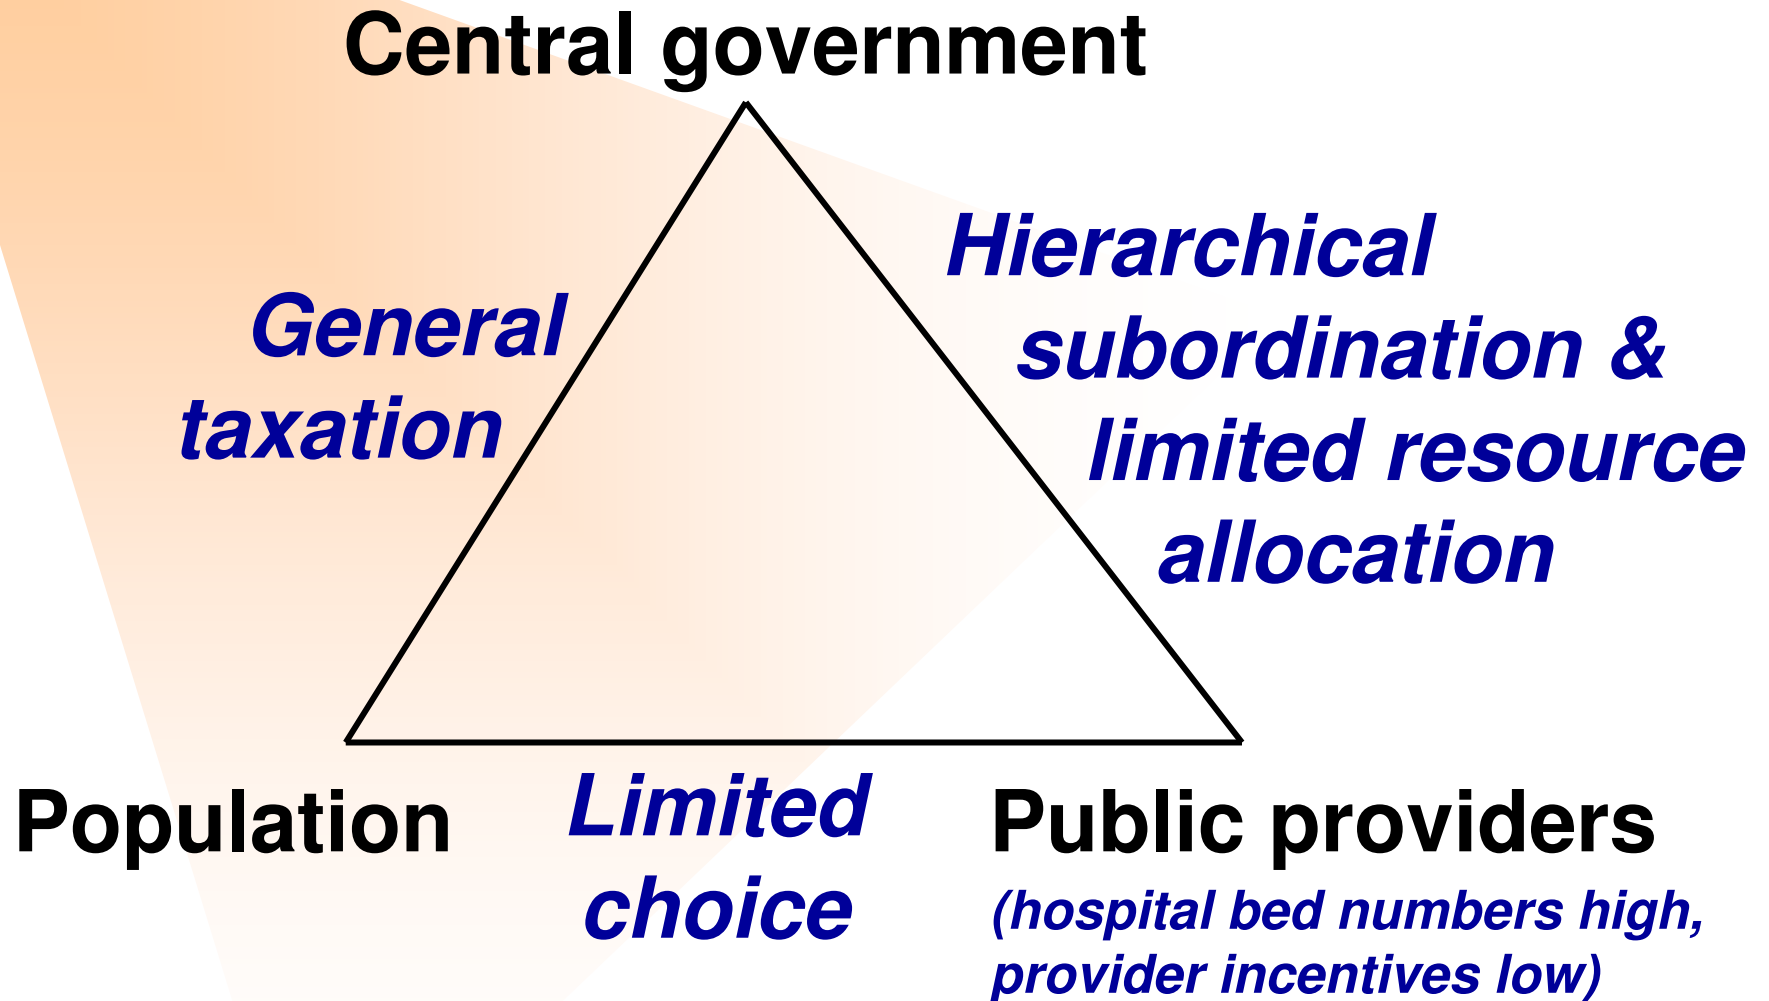 Central government
General
taxation
Hierarchical
subordination &
limited resource
allocation
Population
Limited
choice
Public providers
(hospital bed numbers high,
provider incentives low)